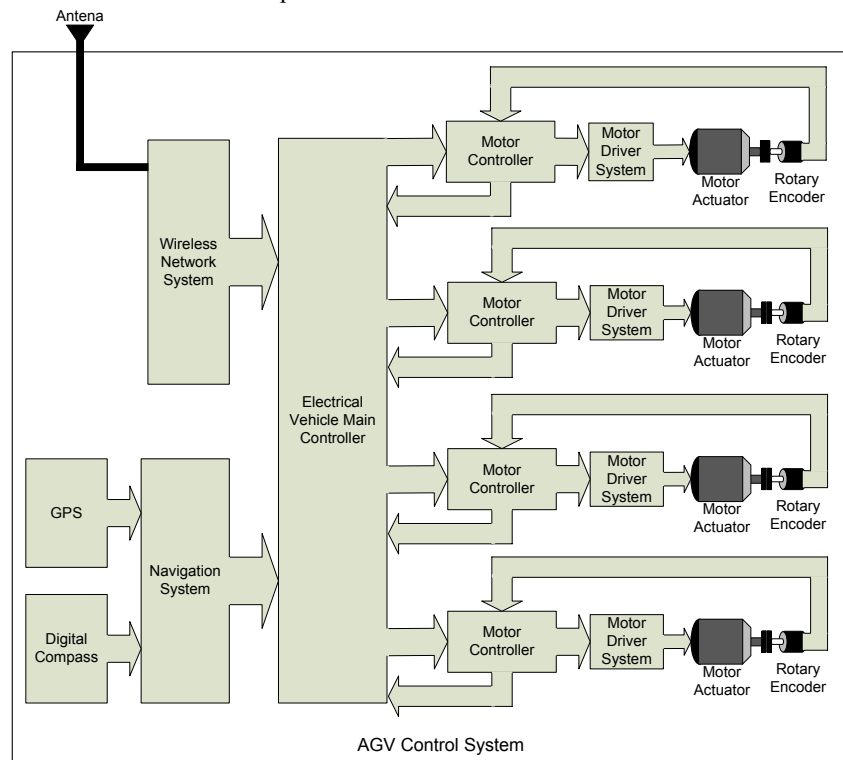 Antena
Motor
Controller
Motor
Driver
System
Motor
Actuator
Rotary
Encoder
Wireless
Network
System
Motor
Controller
Motor
Driver
System
Motor
Actuator
Rotary
Encoder
Electrical
Vehicle Main
Controller
Motor
Controller
Motor
Driver
System
Motor
Actuator
Rotary
Encoder
GPS
Navigation
System
Digital
Compass
Motor
Controller
Motor
Driver
System
Motor
Actuator
Rotary
Encoder
AGV Control System